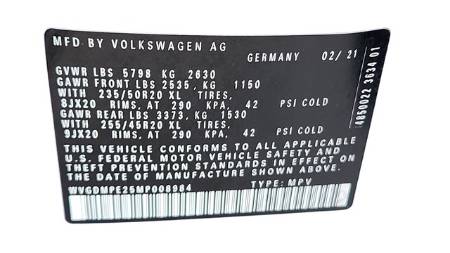 MFD BY VOLKSWAGEN AG
GERMANY 02/ 21
GVWR LBS 5798 KG 2630
GAWR FRONT LBS 2535, KG 1150
WITH 235/50R20 XL TIRES,
8JX20 RIMS, AT 290 KPA, 42 PSI COLD
GAWR REAR LBS 3373, KG 1530
WITH 255/45R20 XL TIRES,
9JX20 RIMS, AT 290 KPA, 42 PSI COLD
THIS VEHICLE CONFORMS TO ALL APPLICABLE
U.S. FEDERAL MOTOR VEHICLE SAFETY AND
THEFT PREVENTION STANDARDS IN EFFECT ON
THE DATE OF MANUFACTURE SHOWN ABOVE.
WVGDMPE25MP008984 TYPE: MPV
4850022 3634 01